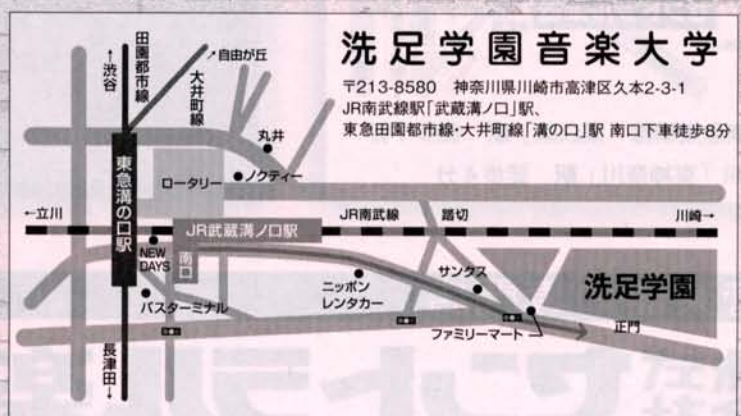 洗足学園音楽大学
〒213-8580 神奈川県川崎市高津区久本2-3-1
JR南武線駅「武蔵溝ノ口」駅、
東急田園都市線・大井町線「溝の口」駅 南口下車徒歩8分
←渋谷
田園都市線
大井町線
↗自由が丘
丸井
ノクティー
ロータリー
東急溝の口駅
←立川
JR武蔵溝ノ口駅
JR南武線
踏切
川崎→
NEW DAYS
南口
バスターミナル
ニッポン
レンタカー
サンクス
洗足学園
ファミリーマート
正門
長津田→